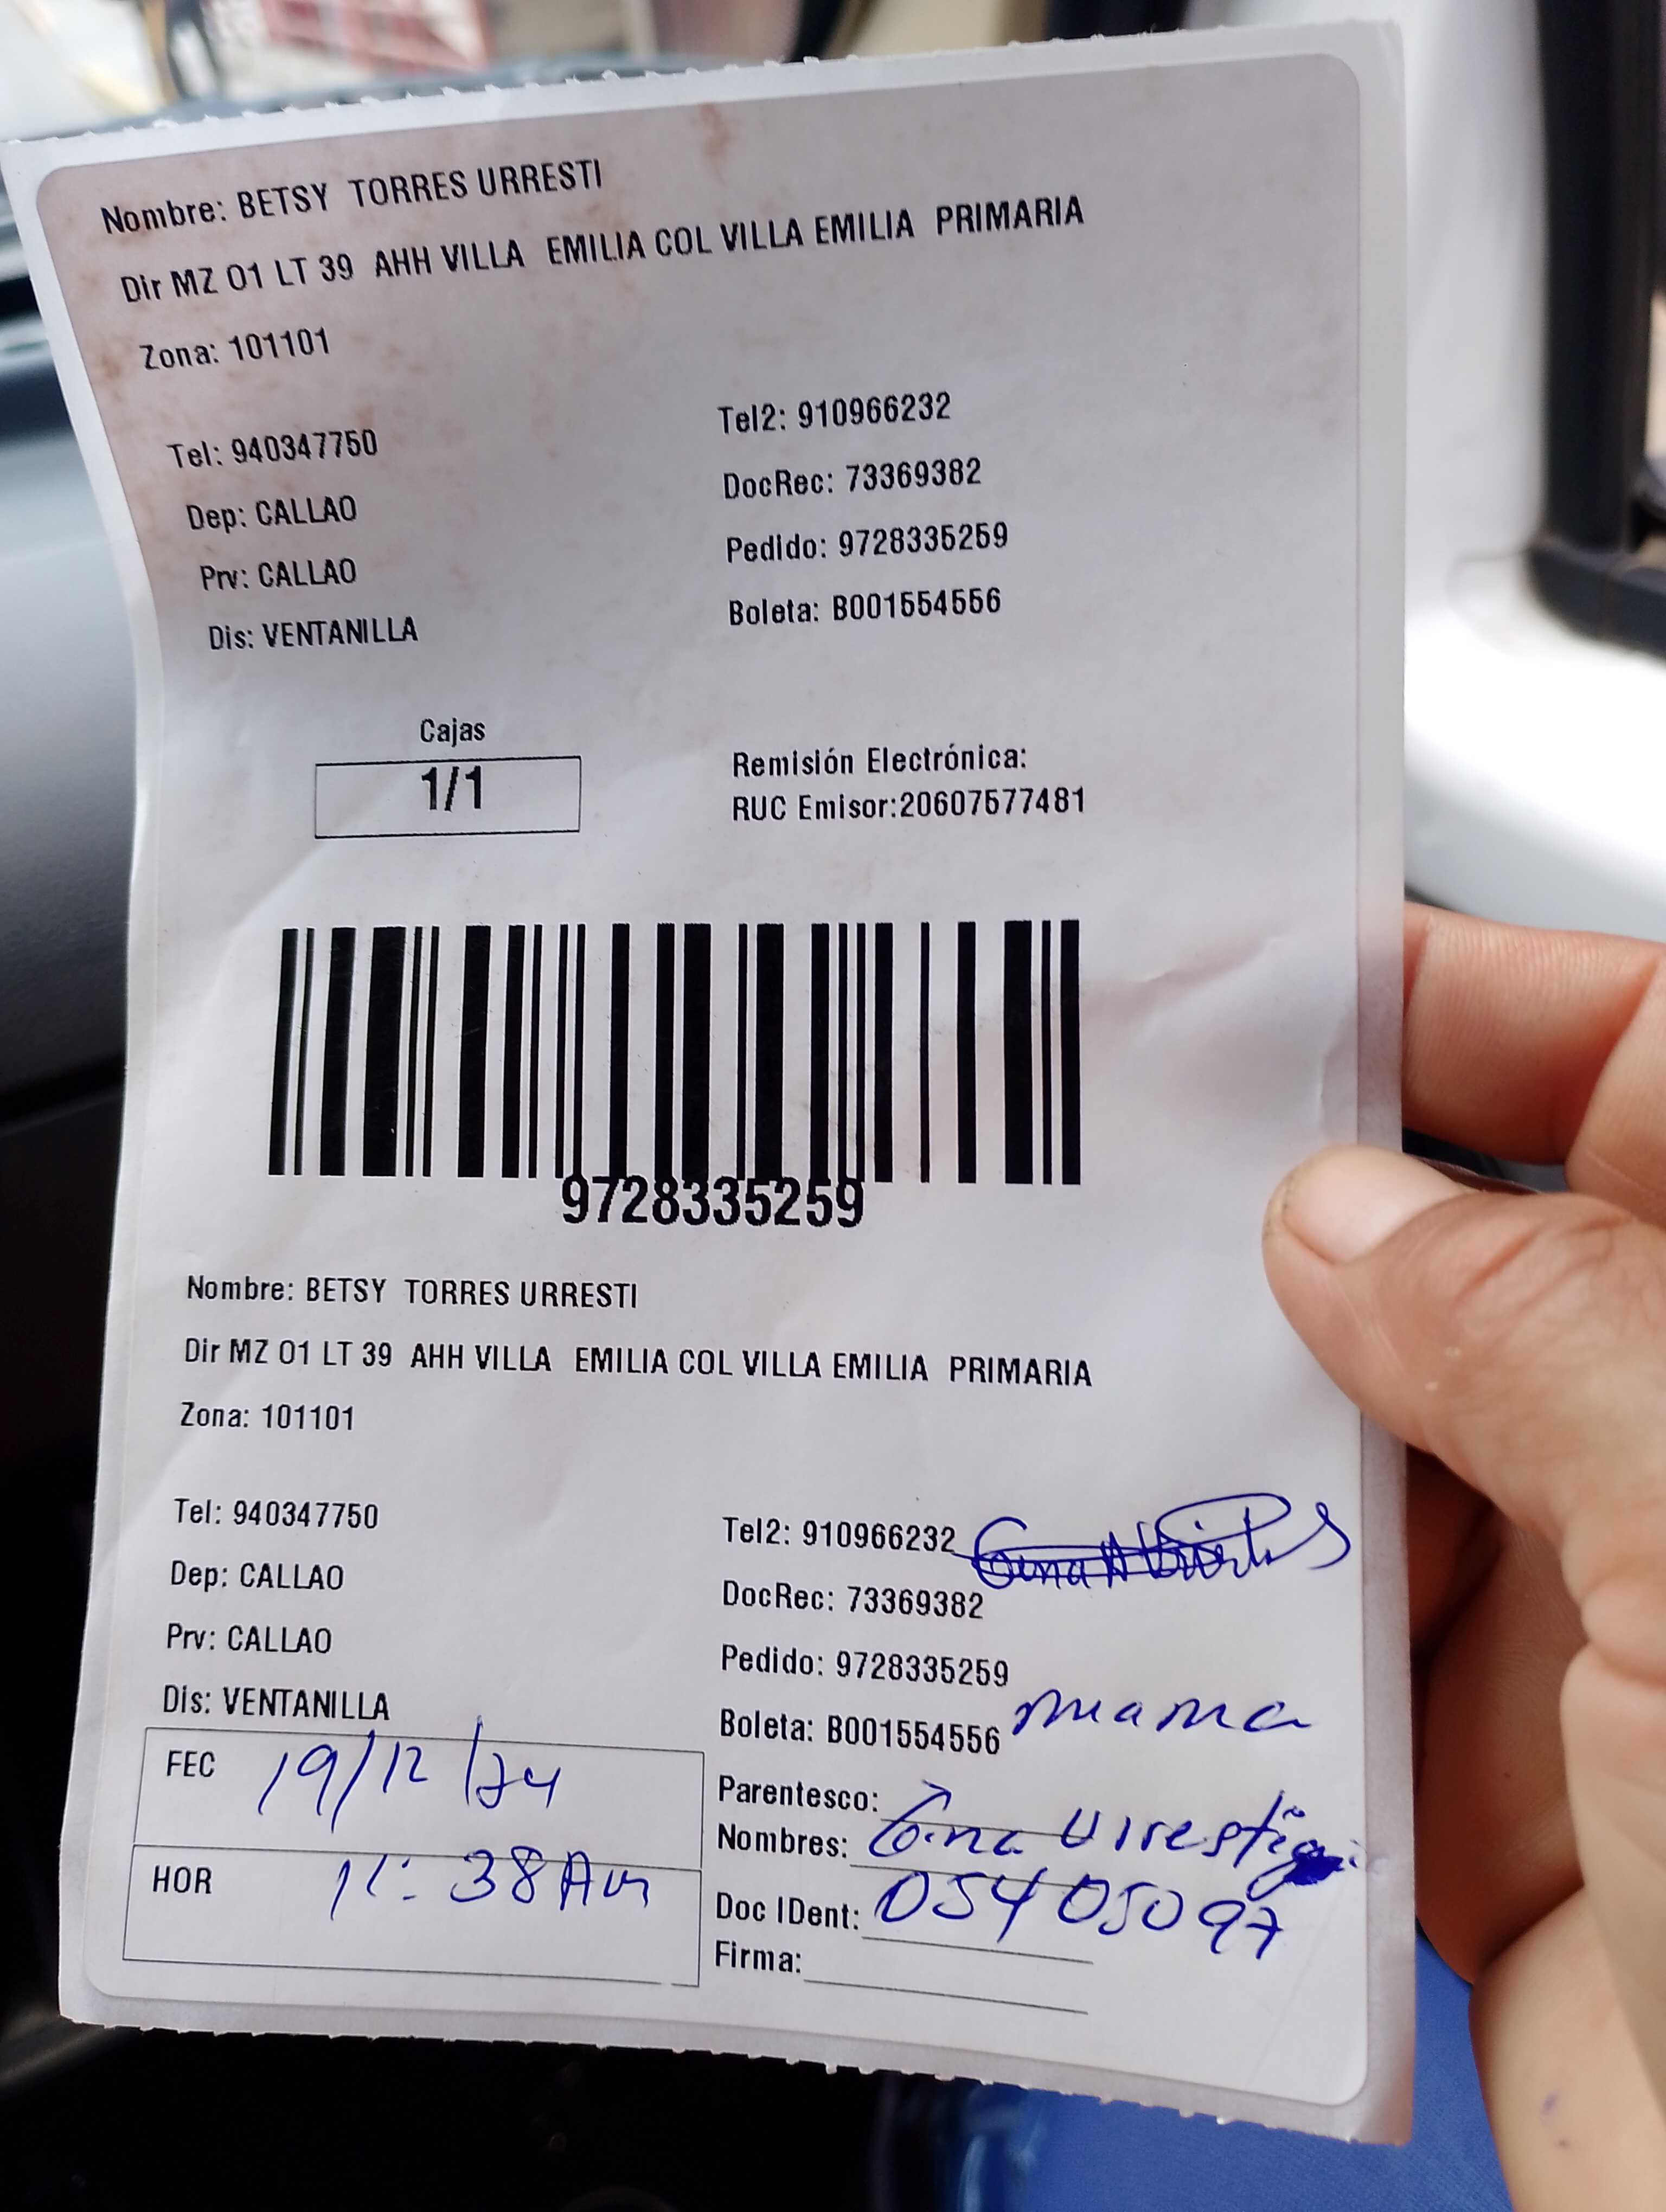 Nombre: BETSY TORRES URRESTI
Dir MZ O1 LT 39 AHH VILLA EMILIA COL VILLA EMILIA PRIMARIA
Zona: 101101
Tel: 940347750
Tel2: 910966232
Dep: CALLAO
DocRec: 73369382
Prv: CALLAO
Pedido: 9728335259
Dis: VENTANILLA
Boleta: B001554556
Cajas
1/1
Remisión Electrónica:
RUC Emisor:20607577481
9728335259
Nombre: BETSY TORRES URRESTI
Dir MZ O1 LT 39 AHH VILLA EMILIA COL VILLA EMILIA PRIMARIA
Zona: 101101
Tel: 940347750
Tel2: 910966232
Dep: CALLAO
DocRec: 73369382
Prv: CALLAO
Pedido: 9728335259
Dis: VENTANILLA
Boleta: B001554556
mama
FEC 19/12/24
Parentesco:
Nombres:
HOR 11:38 Am
Doc IDent: 05405097
Firma: